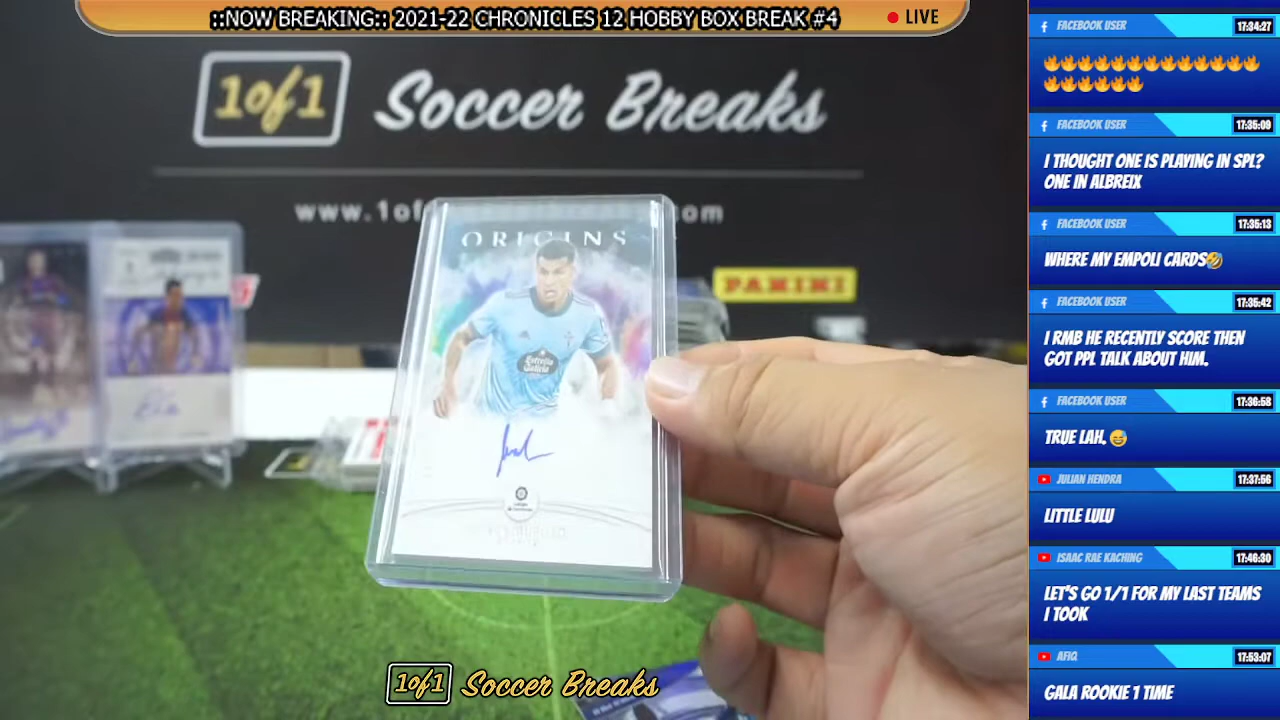 ::NOW BREAKING:: 2021-22 CHRONICLES 12 HOBBY BOX BREAK #4
LIVE
1of1 Soccer Breaks
www.1of
om
ORIGINS
PANINI
Estrella
Galicia
1of1 Soccer Breaks
FACEBOOK USER 17:34:27
🔥🔥🔥🔥🔥🔥🔥🔥🔥🔥🔥🔥🔥
🔥🔥🔥🔥🔥🔥
FACEBOOK USER 17:35:09
I THOUGHT ONE IS PLAYING IN SPL?
ONE IN ALBREIX
FACEBOOK USER 17:35:13
WHERE MY EMPOLI CARDS🤣
FACEBOOK USER 17:35:42
I RMB HE RECENTLY SCORE THEN
GOT PPL TALK ABOUT HIM.
FACEBOOK USER 17:36:58
TRUE LAH. 😅
JULIAN HENDRA 17:37:56
LITTLE LULU
ISAAC RAE KACHING 17:46:30
LET'S GO 1/1 FOR MY LAST TEAMS
I TOOK
AFIQ 17:53:07
GALA ROOKIE 1 TIME